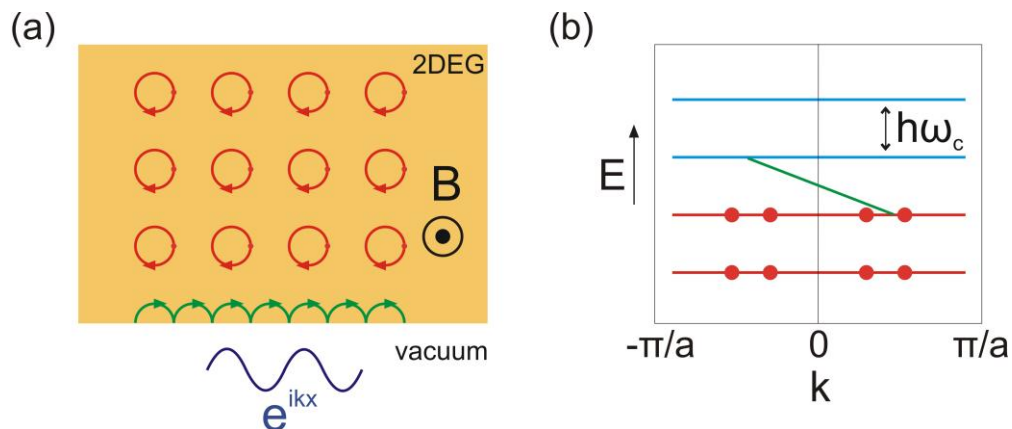 (a)
2DEG
B
vacuum
e^{ikx}
(b)
E
hω_c
-π/a 0 π/a
k